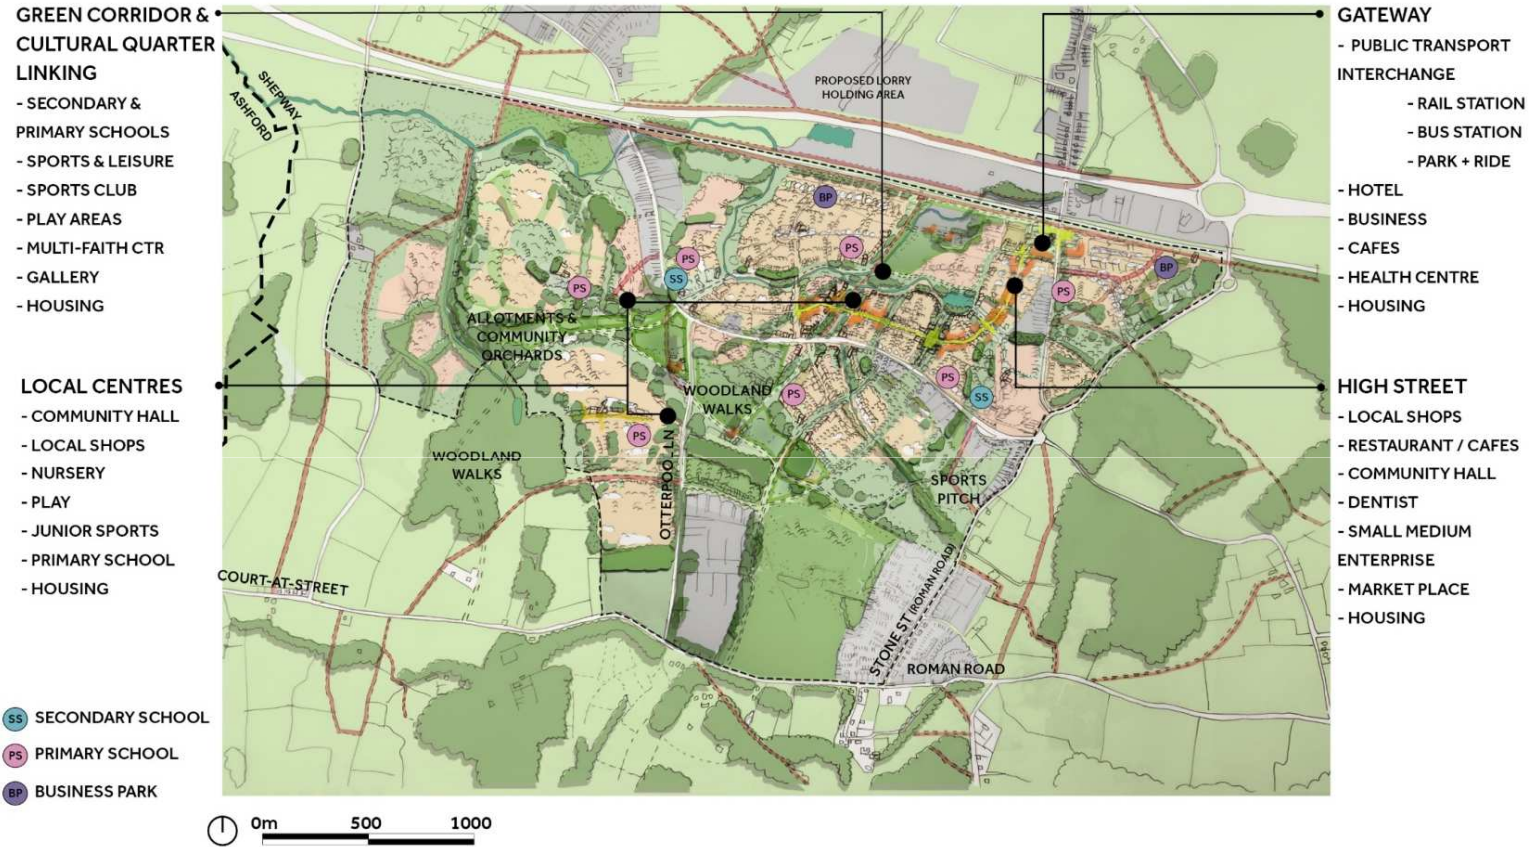 GREEN CORRIDOR &
CULTURAL QUARTER
LINKING
- SECONDARY &
PRIMARY SCHOOLS
- SPORTS & LEISURE
- SPORTS CLUB
- PLAY AREAS
- MULTI-FAITH CTR
- GALLERY
- HOUSING
LOCAL CENTRES
- COMMUNITY HALL
- LOCAL SHOPS
- NURSERY
- PLAY
- JUNIOR SPORTS
- PRIMARY SCHOOL
- HOUSING
SS SECONDARY SCHOOL
PS PRIMARY SCHOOL
BP BUSINESS PARK
0m 500 1000
SHEPWAY
ASHFORD
PROPOSED LORRY
HOLDING AREA
BP
PS
PS
SS
PS
BP
PS
ALLOTMENTS &
COMMUNITY
ORCHARDS
WOODLAND
WALKS
PS
PS
SS
PS
WOODLAND
WALKS
OTTERPOOL LN
SPORTS
PITCH
COURT-AT-STREET
STONE ST (ROMAN ROAD)
ROMAN ROAD
GATEWAY
- PUBLIC TRANSPORT
INTERCHANGE
- RAIL STATION
- BUS STATION
- PARK + RIDE
- HOTEL
- BUSINESS
- CAFES
- HEALTH CENTRE
- HOUSING
HIGH STREET
- LOCAL SHOPS
- RESTAURANT / CAFES
- COMMUNITY HALL
- DENTIST
- SMALL MEDIUM
ENTERPRISE
- MARKET PLACE
- HOUSING